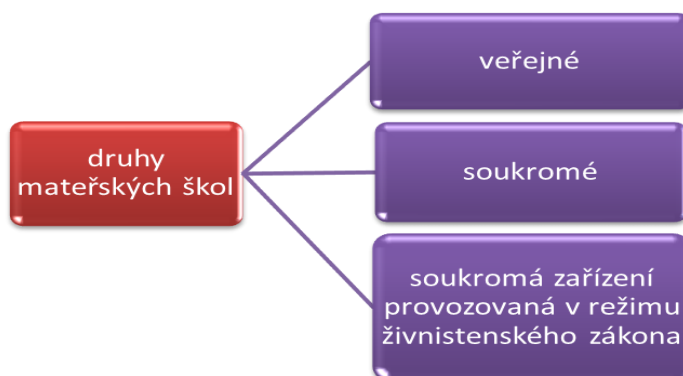 druhy
mateřských škol
veřejné
soukromé
soukromá zařízení
provozovaná v režimu
živnistenského zákona